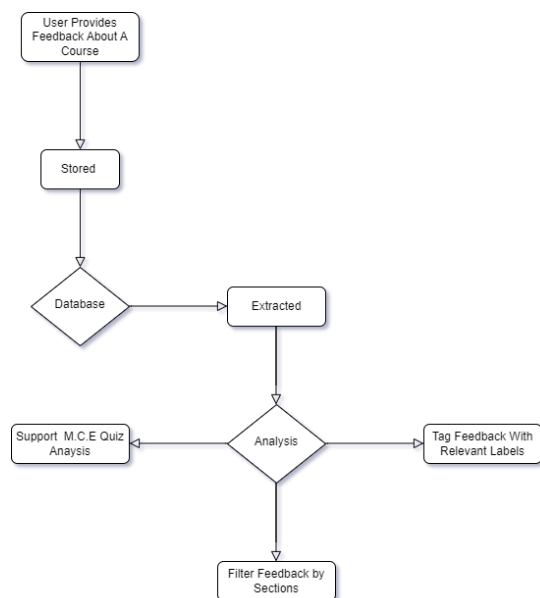 User Provides
Feedback About A
Course
Stored
Database
Extracted
Support M.C.E Quiz
Anaysis
Analysis
Tag Feedback With
Relevant Labels
Filter Feedback by
Sections